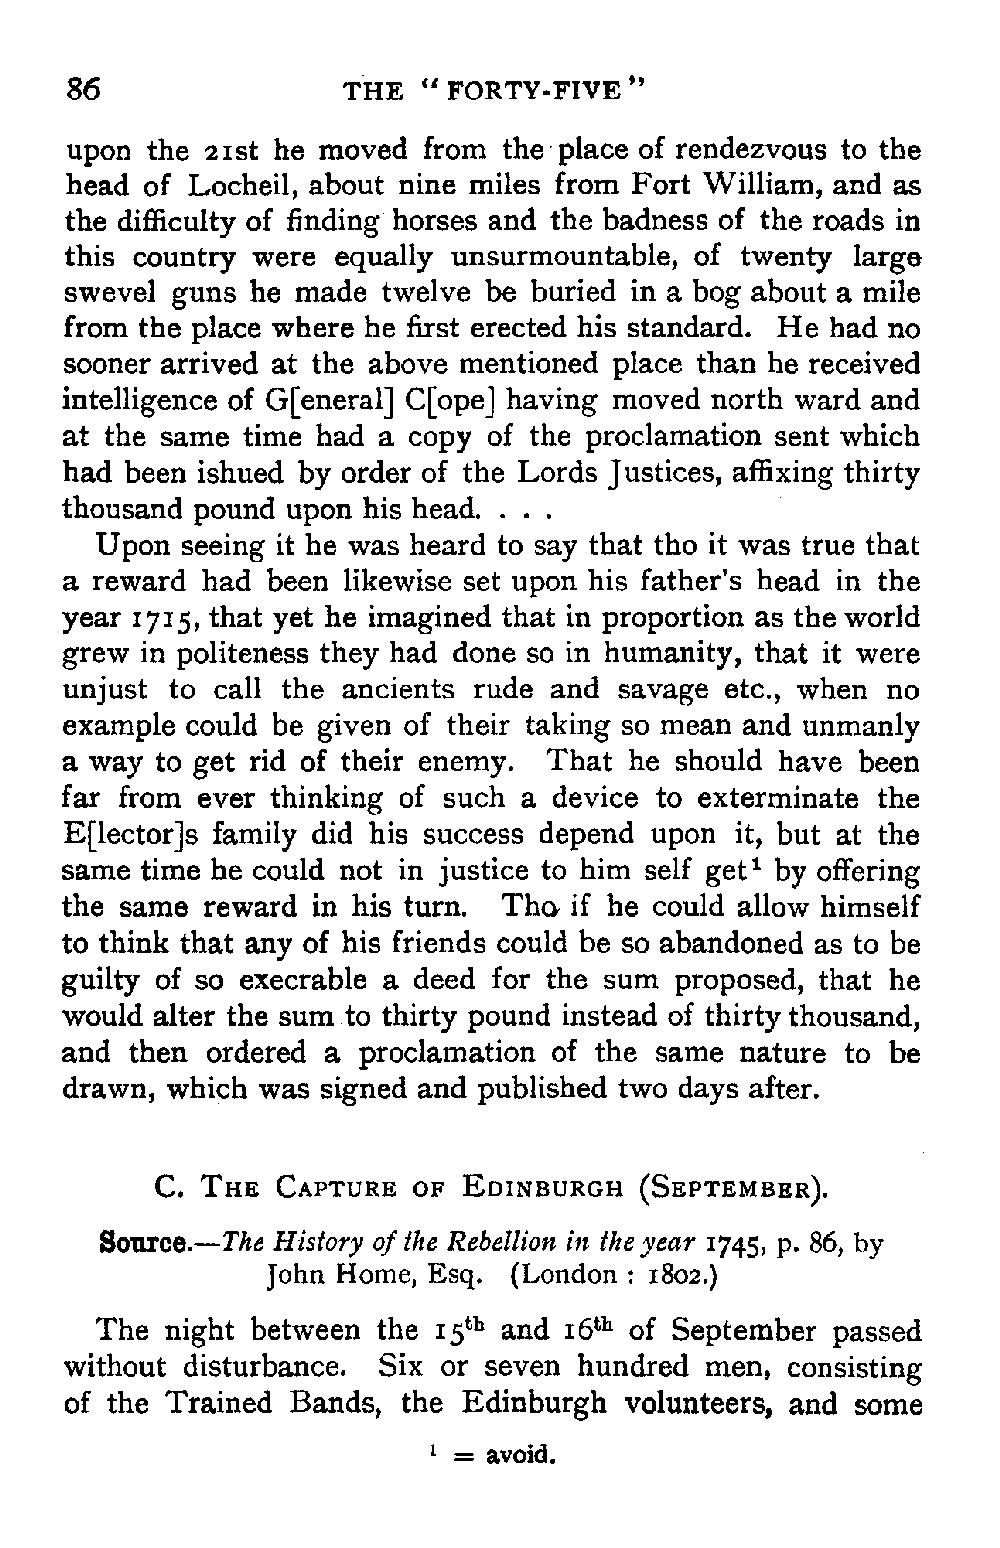 86 THE “FORTY-FIVE”
upon the 21st he moved from the place of rendezvous to the
head of Locheil, about nine miles from Fort William, and as
the difficulty of finding horses and the badness of the roads in
this country were equally unsurmountable, of twenty large
swevel guns he made twelve be buried in a bog about a mile
from the place where he first erected his standard. He had no
sooner arrived at the above mentioned place than he received
intelligence of G[eneral] C[ope] having moved north ward and
at the same time had a copy of the proclamation sent which
had been ishued by order of the Lords Justices, affixing thirty
thousand pound upon his head. . . .
Upon seeing it he was heard to say that tho it was true that
a reward had been likewise set upon his father's head in the
year 1715, that yet he imagined that in proportion as the world
grew in politeness they had done so in humanity, that it were
unjust to call the ancients rude and savage etc., when no
example could be given of their taking so mean and unmanly
a way to get rid of their enemy. That he should have been
far from ever thinking of such a device to exterminate the
E[lector]s family did his success depend upon it, but at the
same time he could not in justice to him self get¹ by offering
the same reward in his turn. Tho if he could allow himself
to think that any of his friends could be so abandoned as to be
guilty of so execrable a deed for the sum proposed, that he
would alter the sum to thirty pound instead of thirty thousand,
and then ordered a proclamation of the same nature to be
drawn, which was signed and published two days after.
C. THE CAPTURE OF EDINBURGH (SEPTEMBER).
Source.—The History of the Rebellion in the year 1745, p. 86, by
John Home, Esq. (London : 1802.)
The night between the 15th and 16th of September passed
without disturbance. Six or seven hundred men, consisting
of the Trained Bands, the Edinburgh volunteers, and some
¹ = avoid.